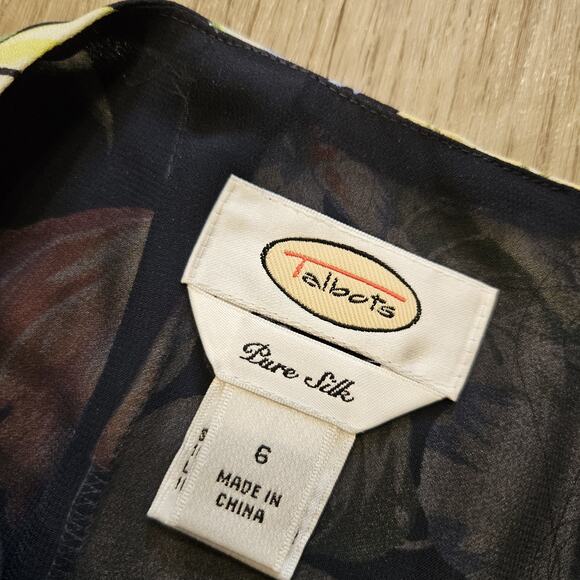 Talbots
Pure Silk
6
MADE IN
CHINA